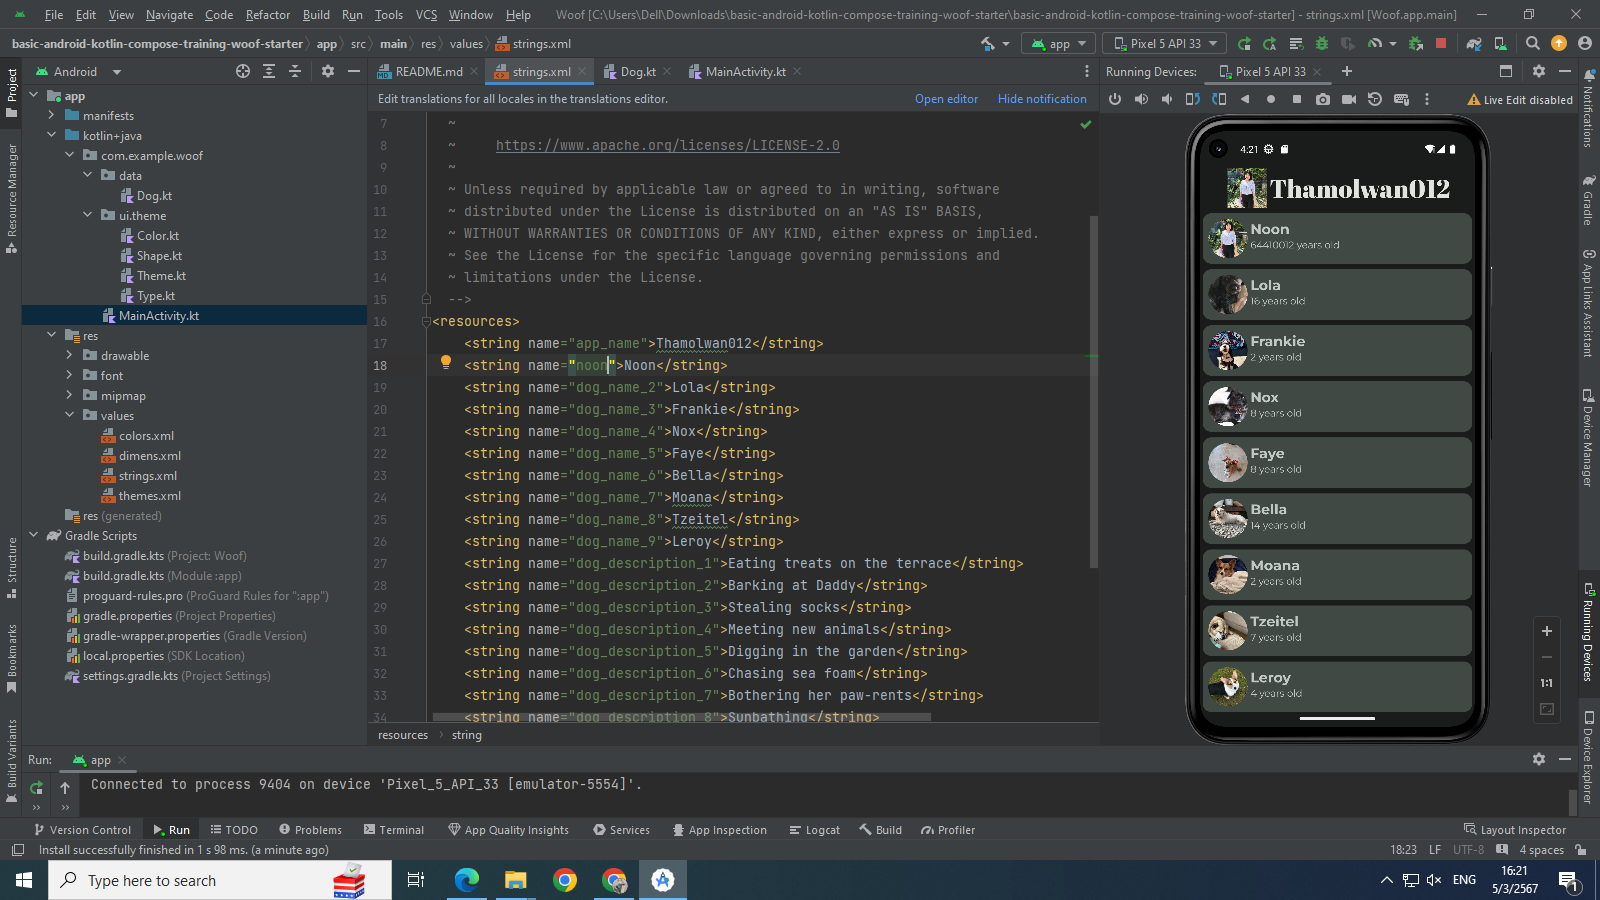 File Edit View Navigate Code Refactor Build Run Tools VCS Window Help Woof [C:\Users\Dell\Downloads\basic-android-kotlin-compose-training-woof-starter\basic-android-kotlin-compose-training-woof-starter] - strings.xml [Woof.app.main]
basic-android-kotlin-compose-training-woof-starter app src main res values strings.xml app Pixel 5 API 33
Android README.md strings.xml Dog.kt MainActivity.kt Running Devices: Pixel 5 API 33
Edit translations for all locales in the translations editor. Open editor Hide notification Live Edit disabled
Project
Resource Manager
Structure
Bookmarks
Build Variants
app
manifests
kotlin+java
com.example.woof
data
Dog.kt
ui.theme
Color.kt
Shape.kt
Theme.kt
Type.kt
MainActivity.kt
res
drawable
font
mipmap
values
colors.xml
dimens.xml
strings.xml
themes.xml
res (generated)
Gradle Scripts
build.gradle.kts (Project: Woof)
build.gradle.kts (Module :app)
proguard-rules.pro (ProGuard Rules for ":app")
gradle.properties (Project Properties)
gradle-wrapper.properties (Gradle Version)
local.properties (SDK Location)
settings.gradle.kts (Project Settings)
7 ~
8 ~ https://www.apache.org/licenses/LICENSE-2.0
9 ~
10 ~ Unless required by applicable law or agreed to in writing, software
11 ~ distributed under the License is distributed on an "AS IS" BASIS,
12 ~ WITHOUT WARRANTIES OR CONDITIONS OF ANY KIND, either express or implied.
13 ~ See the License for the specific language governing permissions and
14 ~ limitations under the License.
15 -->
16 <resources>
17 <string name="app_name">Thamolwan012</string>
18 <string name="noon">Noon</string>
19 <string name="dog_name_2">Lola</string>
20 <string name="dog_name_3">Frankie</string>
21 <string name="dog_name_4">Nox</string>
22 <string name="dog_name_5">Faye</string>
23 <string name="dog_name_6">Bella</string>
24 <string name="dog_name_7">Moana</string>
25 <string name="dog_name_8">Tzeitel</string>
26 <string name="dog_name_9">Leroy</string>
27 <string name="dog_description_1">Eating treats on the terrace</string>
28 <string name="dog_description_2">Barking at Daddy</string>
29 <string name="dog_description_3">Stealing socks</string>
30 <string name="dog_description_4">Meeting new animals</string>
31 <string name="dog_description_5">Digging in the garden</string>
32 <string name="dog_description_6">Chasing sea foam</string>
33 <string name="dog_description_7">Bothering her paw-rents</string>
34 <string name="dog_description_8">Sunbathing</string>
resources string
4:21
Thamolwan012
Noon
64410012 years old
Lola
16 years old
Frankie
2 years old
Nox
8 years old
Faye
8 years old
Bella
14 years old
Moana
2 years old
Tzeitel
7 years old
Leroy
4 years old
1:1
Notifications
Gradle
App Links Assistant
Device Manager
Running Devices
Device Explorer
Run: app
Connected to process 9404 on device 'Pixel_5_API_33 [emulator-5554]'.
Version Control Run TODO Problems Terminal App Quality Insights Services App Inspection Logcat Build Profiler Layout Inspector
Install successfully finished in 1 s 98 ms. (a minute ago) 18:23 LF UTF-8 4 spaces
Type here to search ENG 16:21
5/3/2567 1